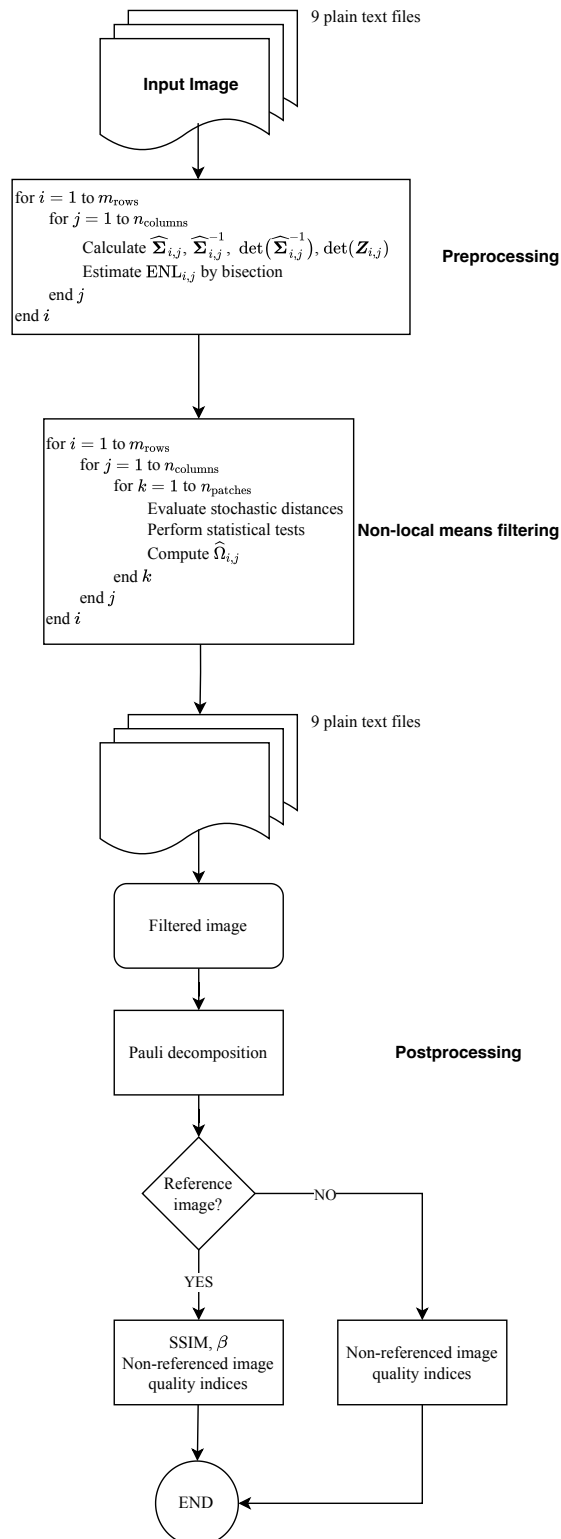 9 plain text files
Input Image
for i = 1 to m_rows
for j = 1 to n_columns
Calculate Σ̂_{i,j}, Σ̂_{i,j}^{-1}, det(Σ̂_{i,j}^{-1}), det(Z_{i,j})
Estimate ENL_{i,j} by bisection
end j
end i
Preprocessing
for i = 1 to m_rows
for j = 1 to n_columns
for k = 1 to n_patches
Evaluate stochastic distances
Perform statistical tests
Compute Ω̂_{i,j}
end k
end j
end i
Non-local means filtering
9 plain text files
Filtered image
Pauli decomposition
Postprocessing
Reference
image?
NO
YES
SSIM, β
Non-referenced image
quality indices
Non-referenced image
quality indices
END